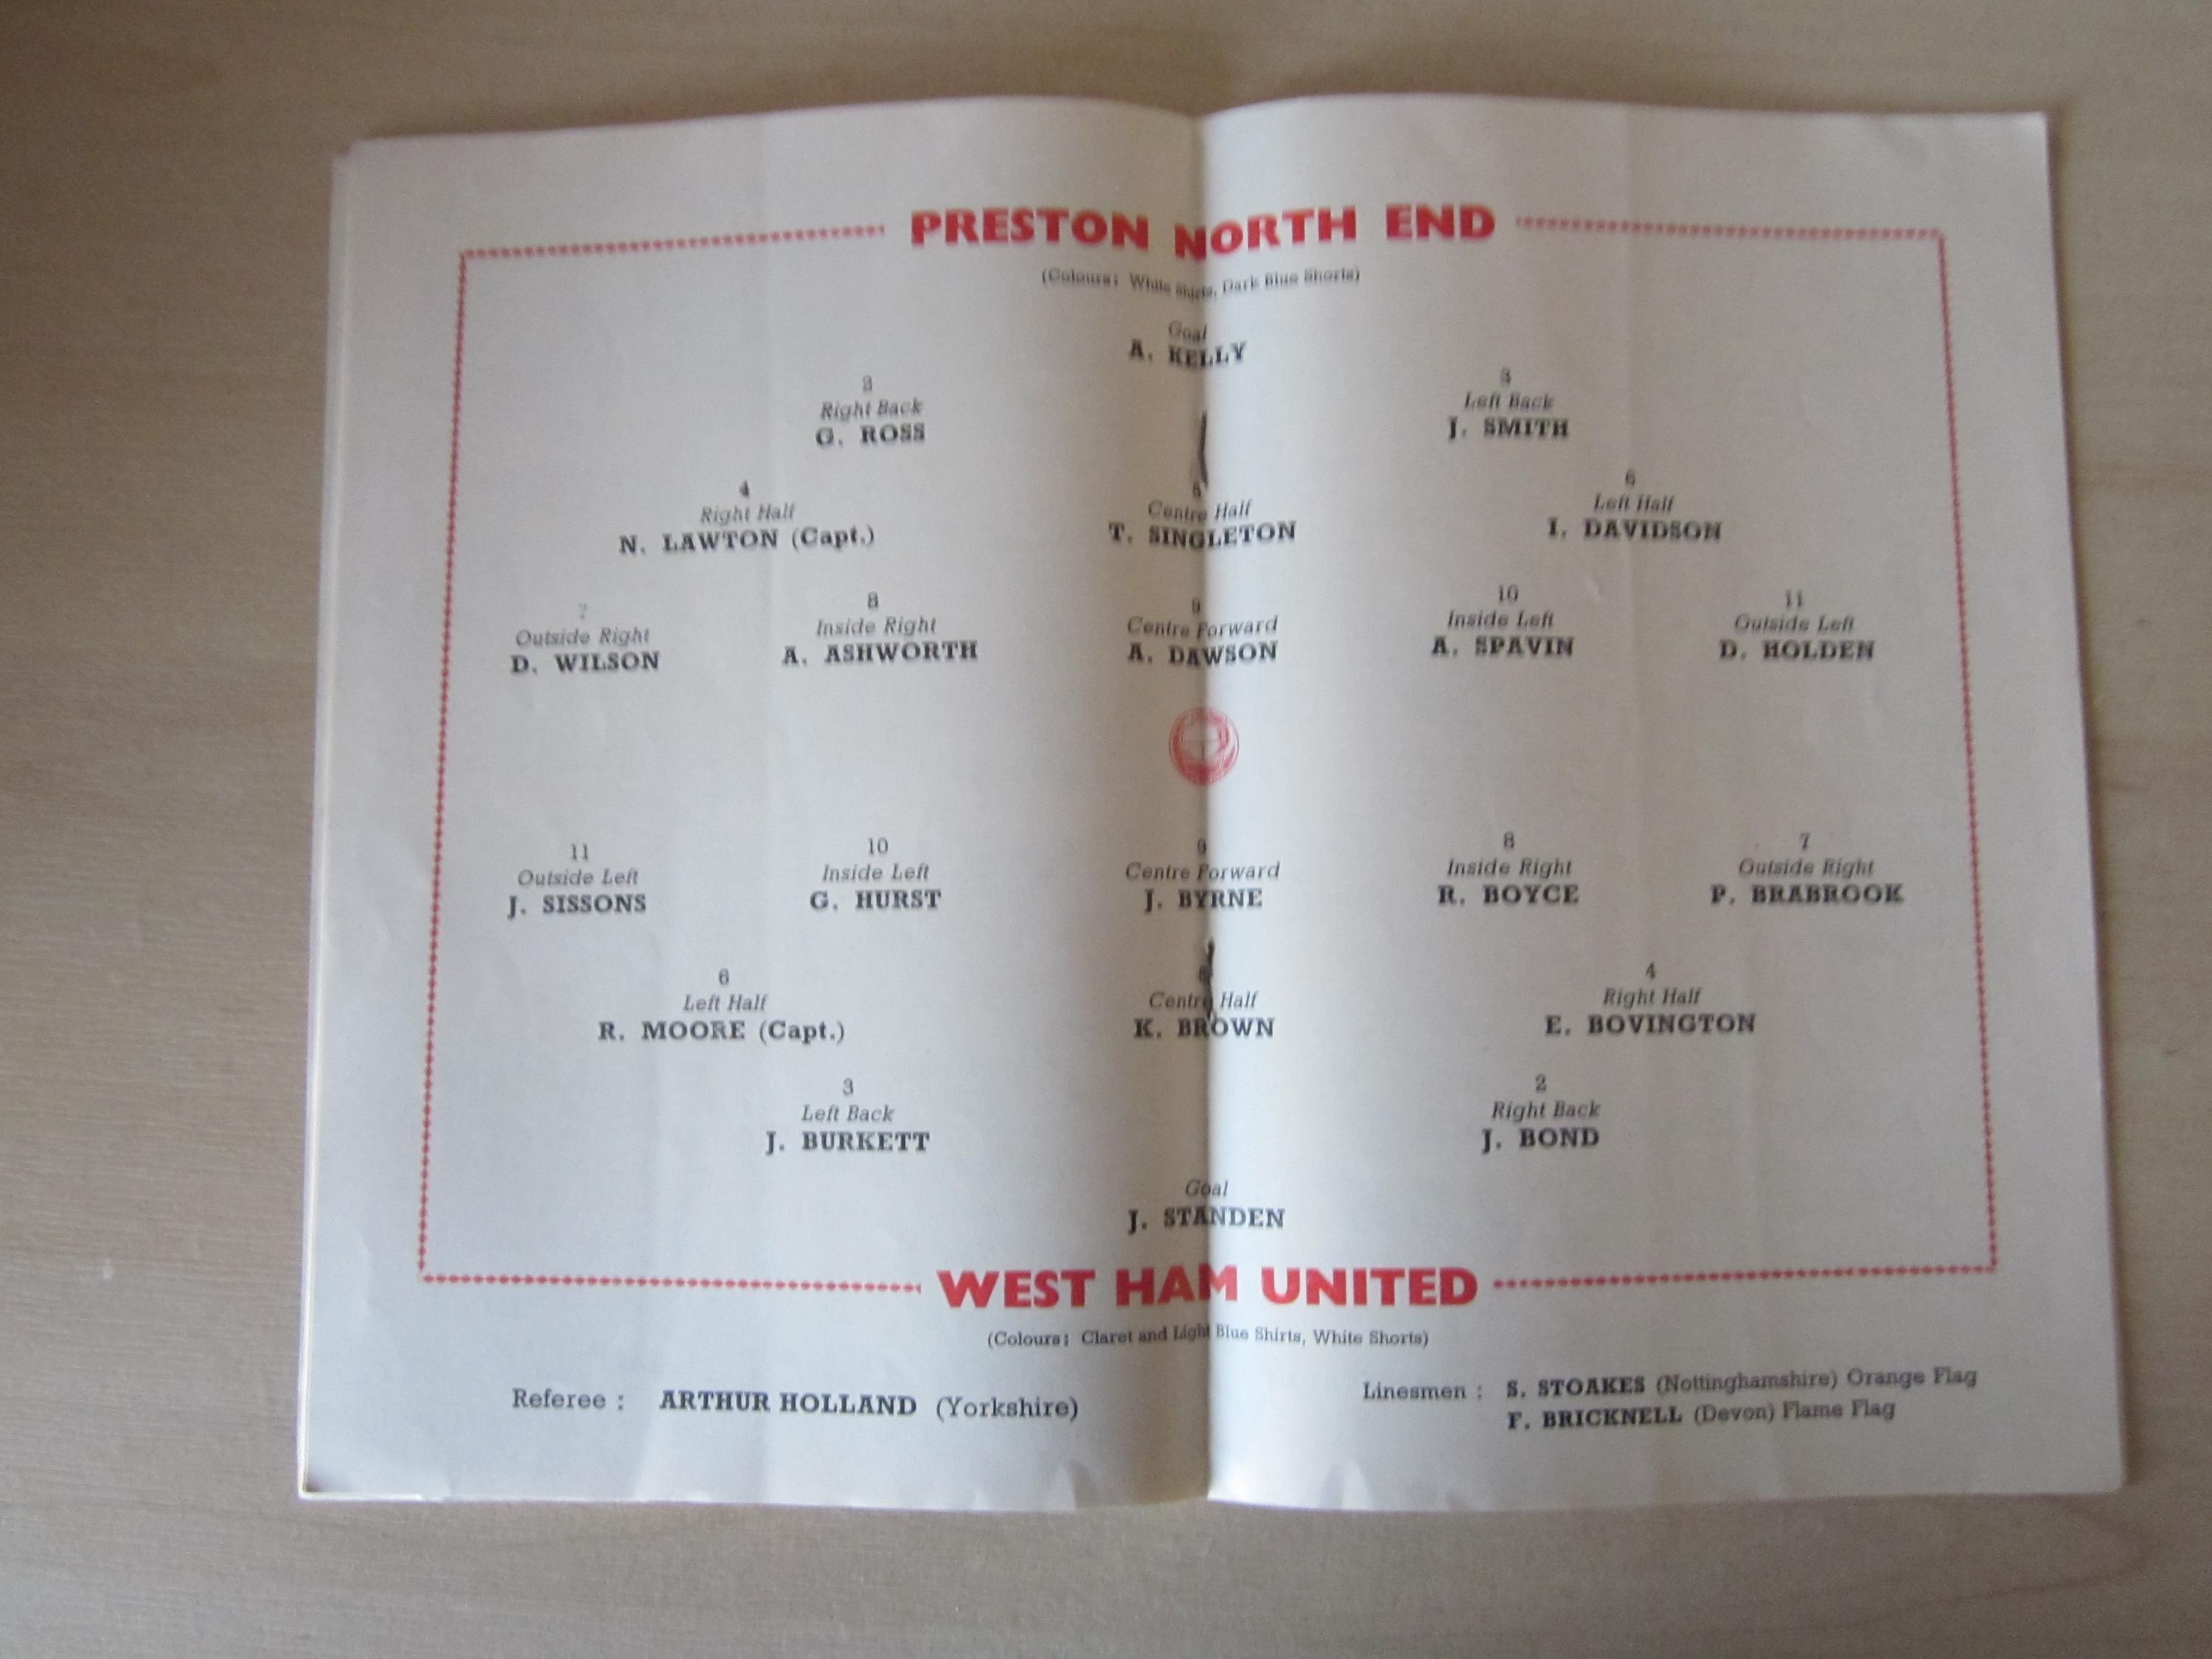 PRESTON NORTH END
(Colours: White Shirts, Dark Blue Shorts)
Goal
A. KELLY
2 3
Right Back Left Back
G. ROSS J. SMITH
4 5 6
Right Half Centre Half Left Half
N. LAWTON (Capt.) T. SINGLETON I. DAVIDSON
7 8 9 10 11
Outside Right Inside Right Centre Forward Inside Left Outside Left
D. WILSON A. ASHWORTH A. DAWSON A. SPAVIN D. HOLDEN
11 10 9 8 7
Outside Left Inside Left Centre Forward Inside Right Outside Right
J. SISSONS G. HURST J. BYRNE R. BOYCE P. BRABROOK
6 4
Left Half Centre Half Right Half
R. MOORE (Capt.) K. BROWN E. BOVINGTON
3 2
Left Back Right Back
J. BURKETT J. BOND
Goal
J. STANDEN
WEST HAM UNITED
(Colours: Claret and Light Blue Shirts, White Shorts)
Referee : ARTHUR HOLLAND (Yorkshire)
Linesmen : S. STOAKES (Nottinghamshire) Orange Flag
F. BRICKNELL (Devon) Flame Flag